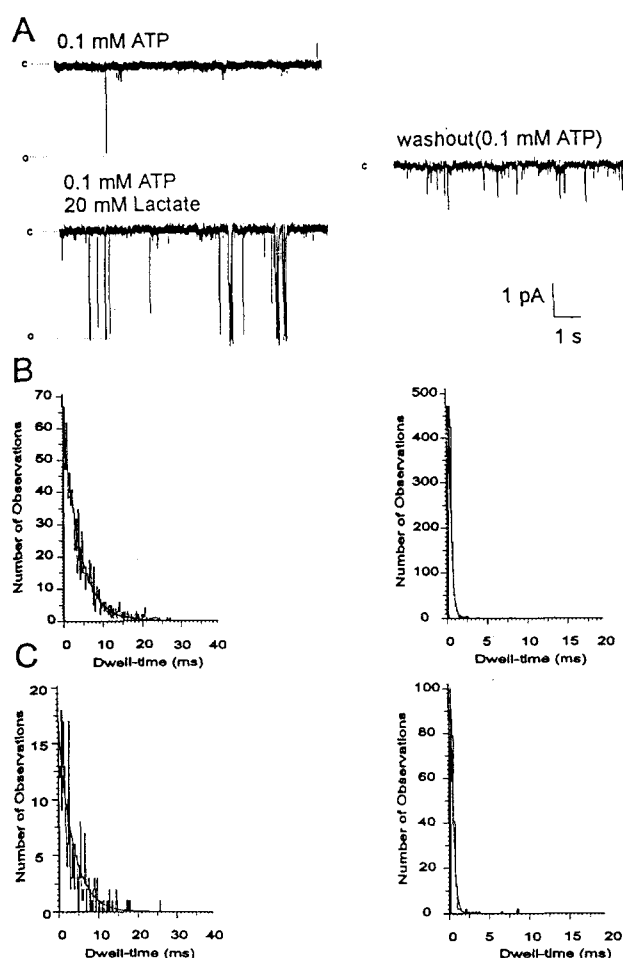 A
0.1 mM ATP
c
o
0.1 mM ATP
20 mM Lactate
c
o
washout(0.1 mM ATP)
c
1 pA
1 s
B
70
60
50
40
30
20
10
0
Number of Observations
0 10 20 30 40
Dwell-time (ms)
500
400
300
200
100
0
Number of Observations
0 5 10 15 20
Dwell-time (ms)
C
20
15
10
5
0
Number of Observations
0 10 20 30 40
Dwell-time (ms)
100
80
60
40
20
0
Number of Observations
0 5 10 15 20
Dwell-time (ms)